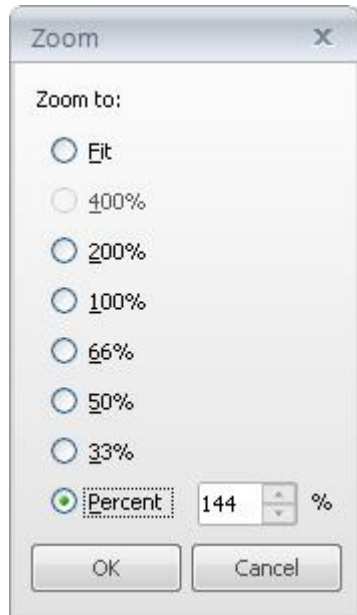 Zoom x
Zoom to:
Fit
400%
200%
100%
66%
50%
33%
Percent 144 %
OK Cancel